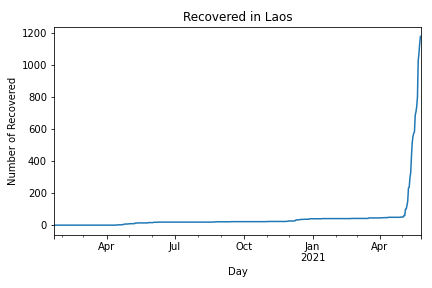 Recovered in Laos
Number of Recovered
1200
1000
800
600
400
200
0
Apr
Jul
Oct
Jan
2021
Apr
Day